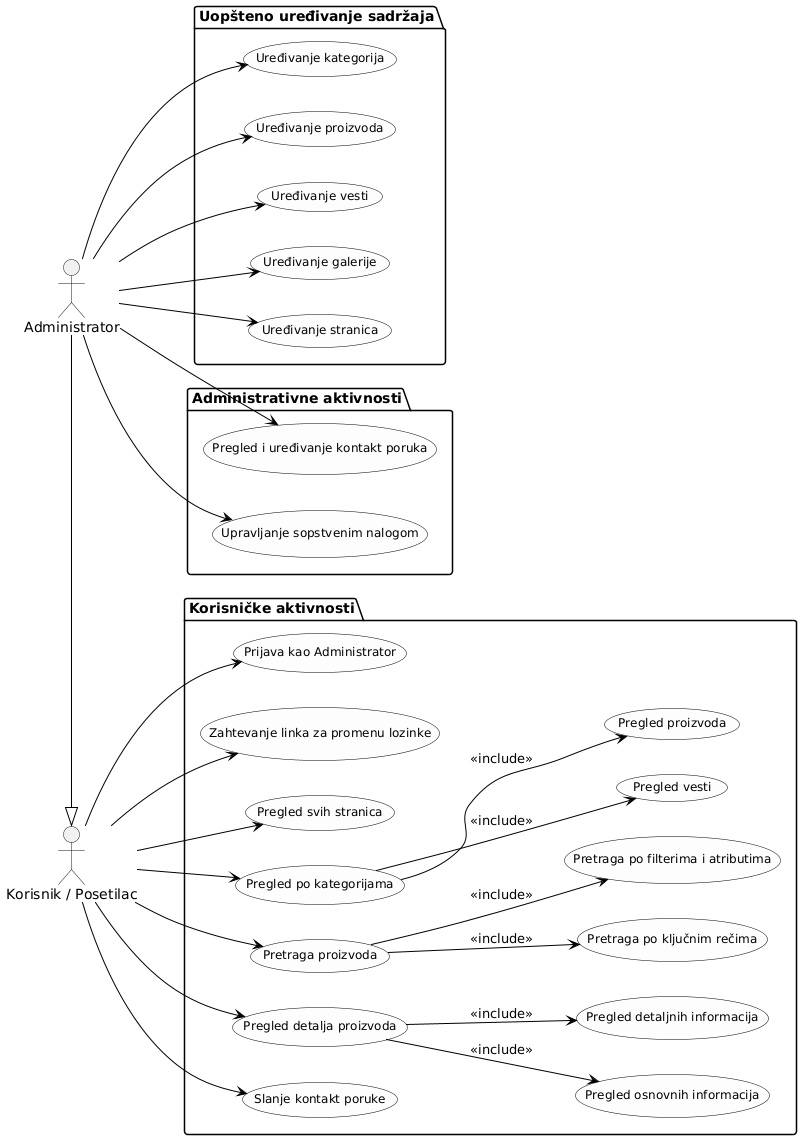 Uopšteno uređivanje sadržaja
Uređivanje kategorija
Uređivanje proizvoda
Uređivanje vesti
Uređivanje galerije
Uređivanje stranica
Administrator
Administrativne aktivnosti
Pregled i uređivanje kontakt poruka
Upravljanje sopstvenim nalogom
Korisničke aktivnosti
Prijava kao Administrator
Zahtevanje linka za promenu lozinke
Pregled proizvoda
«include»
Pregled vesti
Pregled svih stranica
«include»
Pretraga po filterima i atributima
Pregled po kategorijama
Korisnik / Posetilac
«include»
Pretraga po ključnim rečima
«include»
Pretraga proizvoda
Pregled detaljnih informacija
«include»
Pregled detalja proizvoda
«include»
Pregled osnovnih informacija
Slanje kontakt poruke